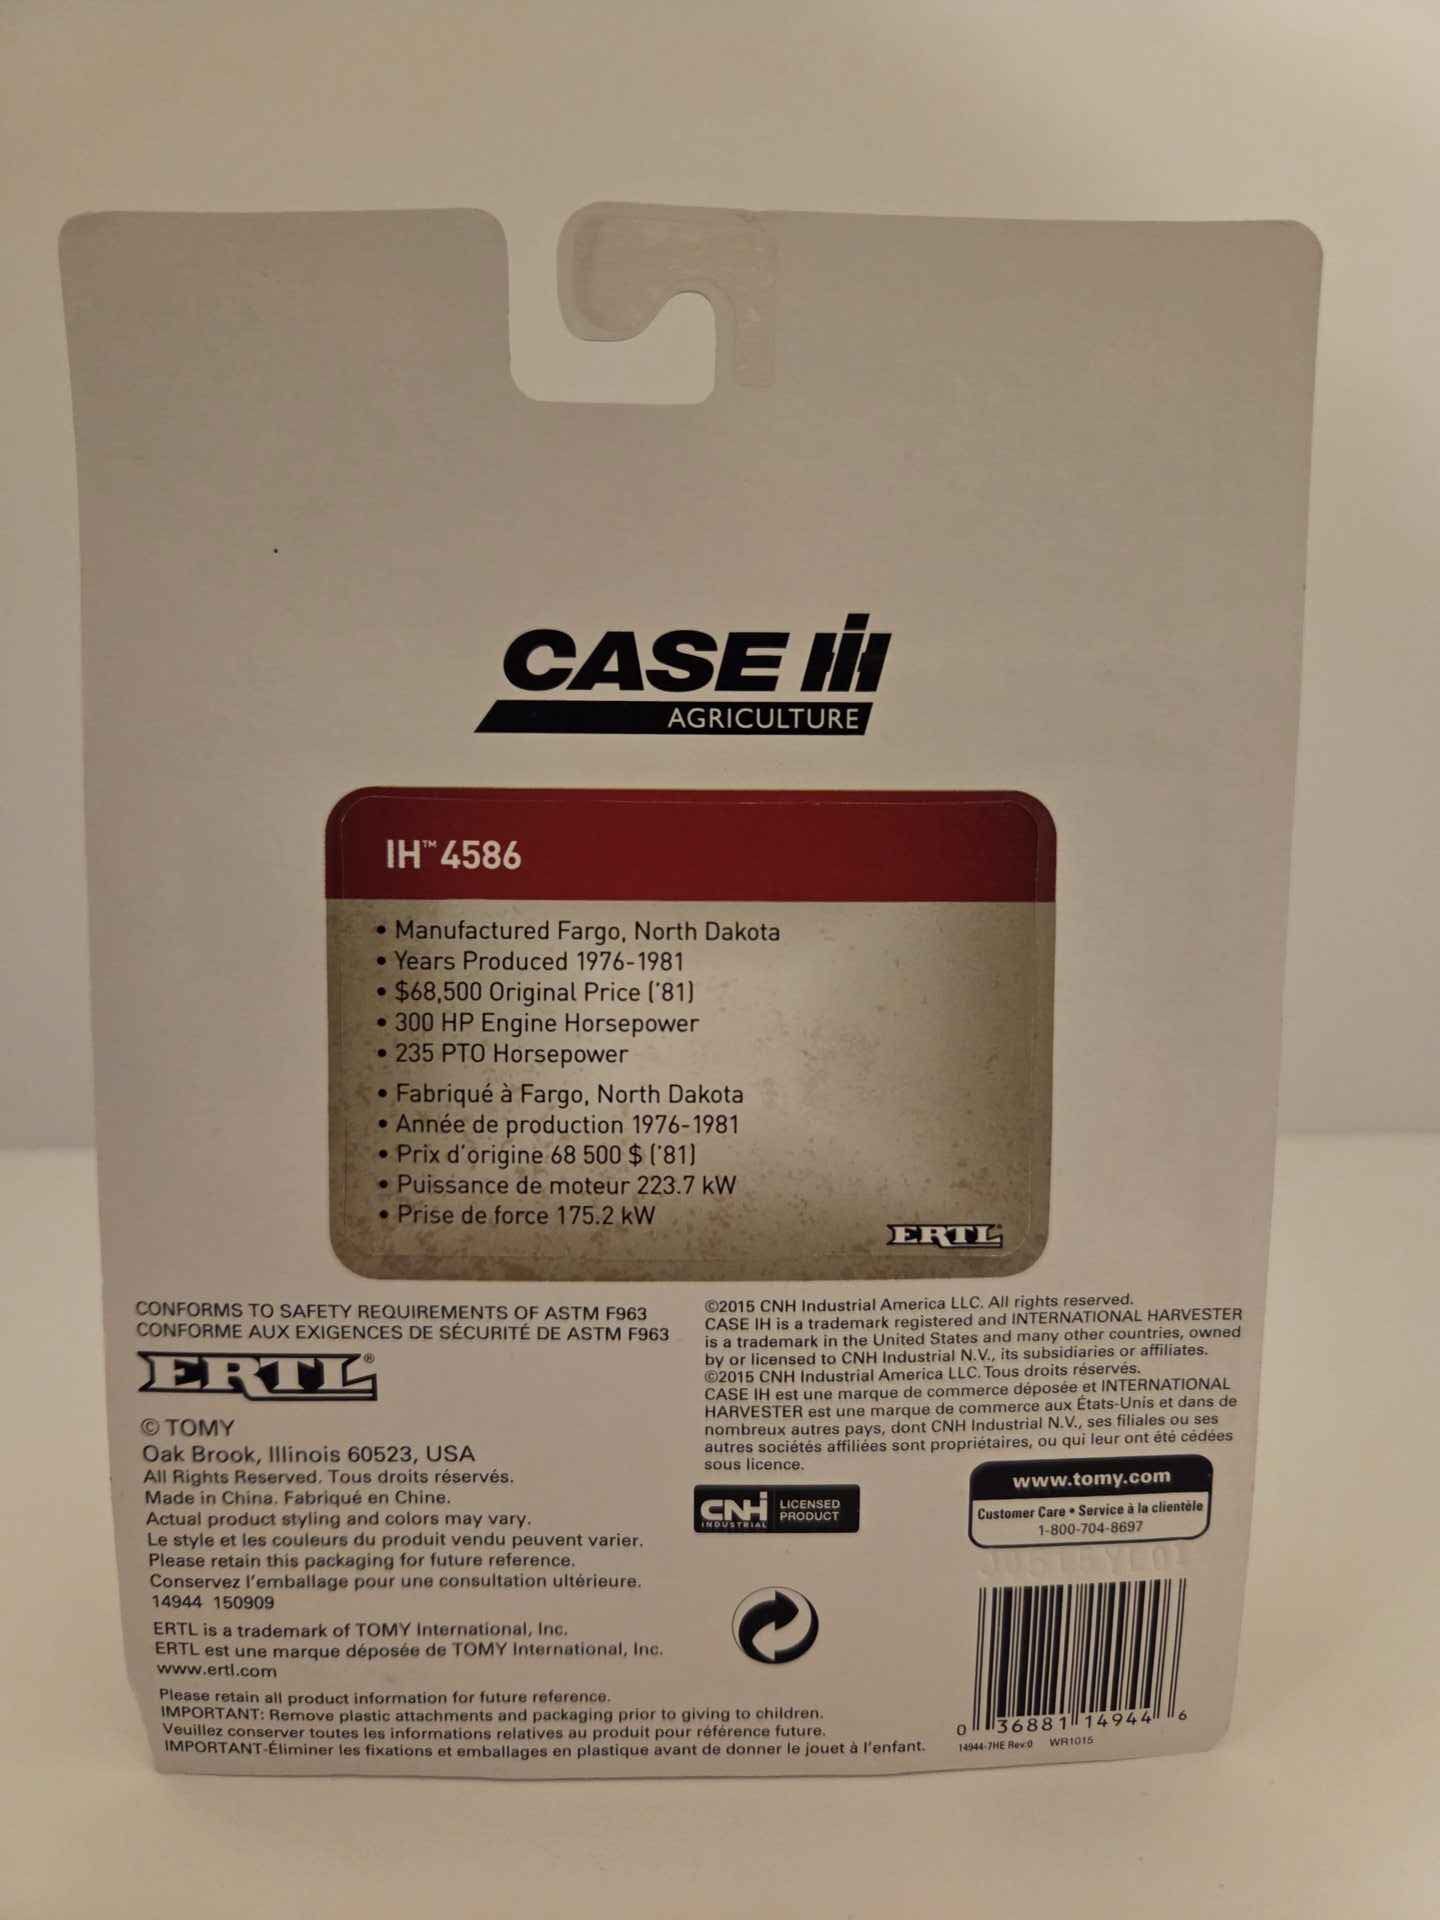 CASE IH
AGRICULTURE
IH™ 4586
• Manufactured Fargo, North Dakota
• Years Produced 1976-1981
• $68,500 Original Price ('81)
• 300 HP Engine Horsepower
• 235 PTO Horsepower
• Fabriqué à Fargo, North Dakota
• Année de production 1976-1981
• Prix d'origine 68 500 $ ('81)
• Puissance de moteur 223.7 kW
• Prise de force 175.2 kW
ERTL
CONFORMS TO SAFETY REQUIREMENTS OF ASTM F963
CONFORME AUX EXIGENCES DE SÉCURITÉ DE ASTM F963
ERTL®
© TOMY
Oak Brook, Illinois 60523, USA
All Rights Reserved. Tous droits réservés.
Made in China. Fabriqué en Chine.
Actual product styling and colors may vary.
Le style et les couleurs du produit vendu peuvent varier.
Please retain this packaging for future reference.
Conservez l'emballage pour une consultation ultérieure.
14944 150909
ERTL is a trademark of TOMY International, Inc.
ERTL est une marque déposée de TOMY International, Inc.
www.ertl.com
Please retain all product information for future reference.
IMPORTANT: Remove plastic attachments and packaging prior to giving to children.
Veuillez conserver toutes les informations relatives au produit pour référence future.
IMPORTANT-Éliminer les fixations et emballages en plastique avant de donner le jouet à l'enfant.
©2015 CNH Industrial America LLC. All rights reserved.
CASE IH is a trademark registered and INTERNATIONAL HARVESTER
is a trademark in the United States and many other countries, owned
by or licensed to CNH Industrial N.V., its subsidiaries or affiliates.
©2015 CNH Industrial America LLC. Tous droits réservés.
CASE IH est une marque de commerce déposée et INTERNATIONAL
HARVESTER est une marque de commerce aux États-Unis et dans de
nombreux autres pays, dont CNH Industrial N.V., ses filiales ou ses
autres sociétés affiliées sont propriétaires, ou qui leur ont été cédées
sous licence.
CNH INDUSTRIAL
LICENSED
PRODUCT
www.tomy.com
Customer Care • Service à la clientèle
1-800-704-8697
0 36881 14944 6
14944-7HE Rev:0 WR1015